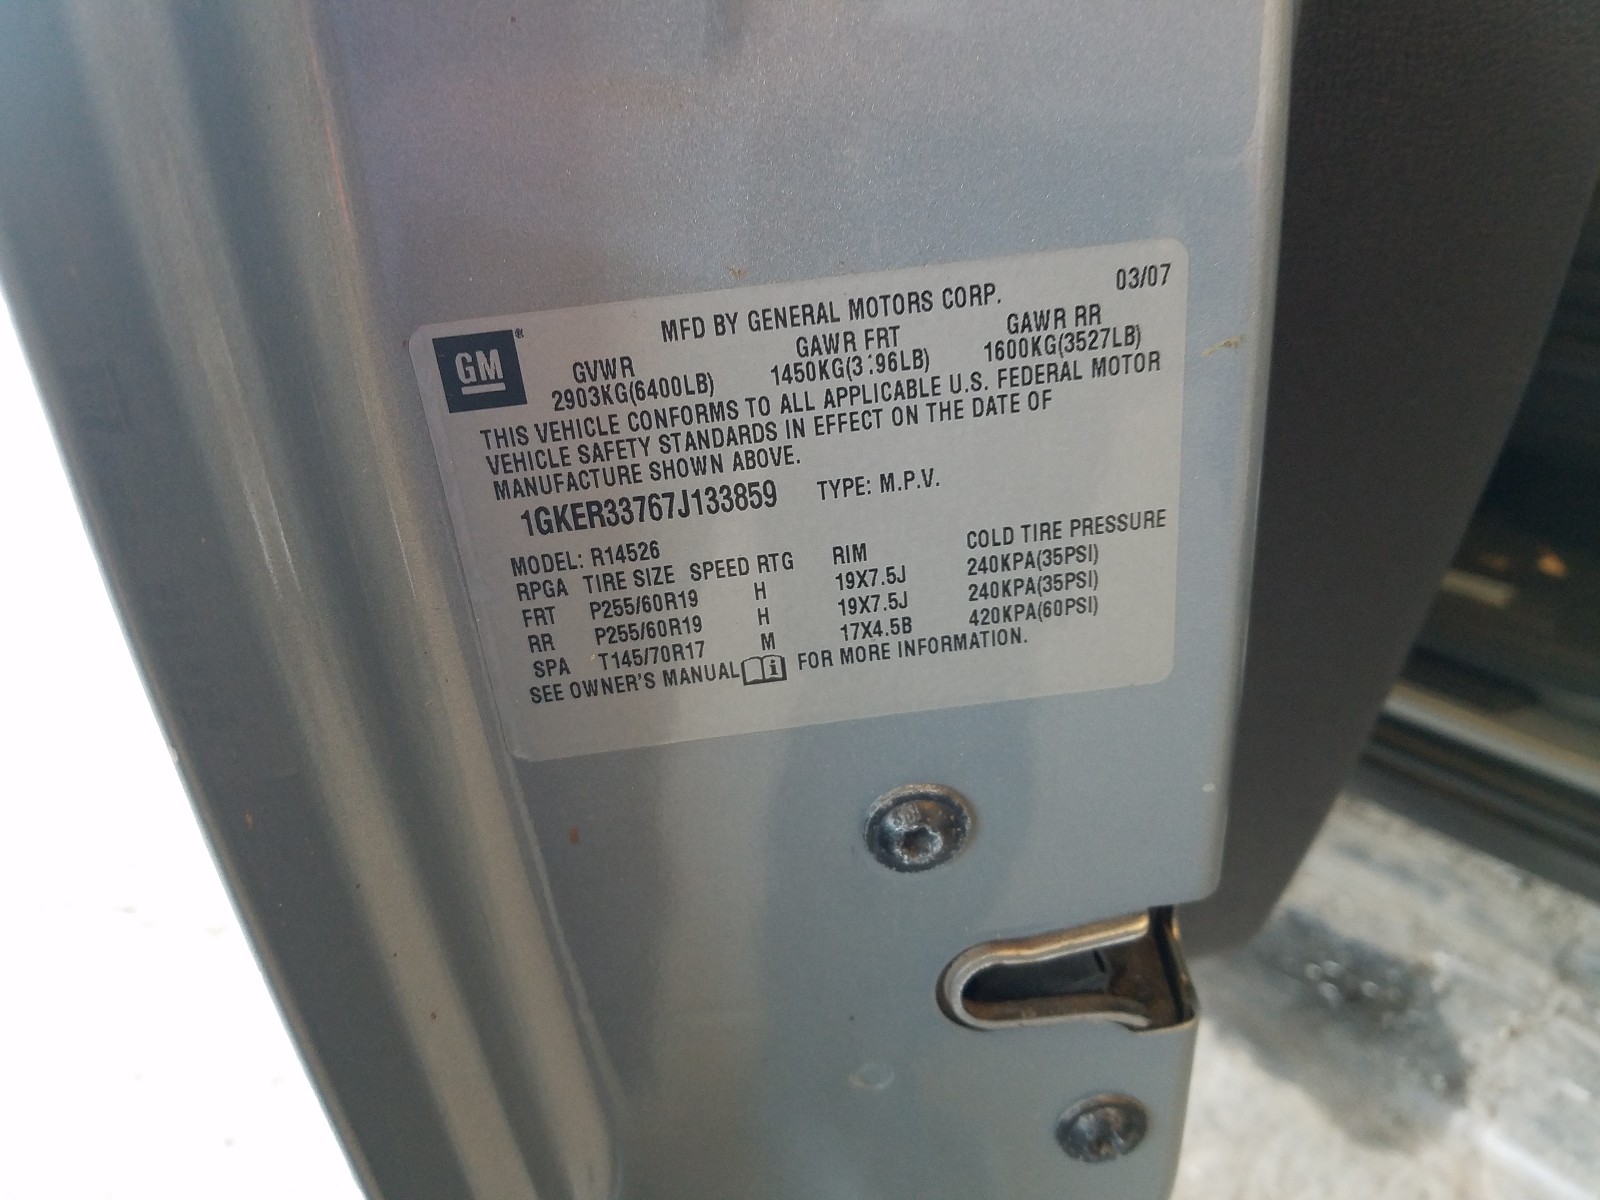 MFD BY GENERAL MOTORS CORP. 03/07
GM®
GVWR GAWR FRT GAWR RR
2903KG(6400LB) 1450KG 1600KG(3527LB)
THIS VEHICLE CONFORMS TO ALL APPLICABLE U.S. FEDERAL MOTOR
VEHICLE SAFETY STANDARDS IN EFFECT ON THE DATE OF
MANUFACTURE SHOWN ABOVE.
1GKER33767J133859 TYPE: M.P.V.
MODEL: R14526
RPGA TIRE SIZE SPEED RTG RIM COLD TIRE PRESSURE
FRT P255/60R19 H 19X7.5J 240KPA(35PSI)
RR P255/60R19 H 19X7.5J 240KPA(35PSI)
SPA T145/70R17 M 17X4.5B 420KPA(60PSI)
SEE OWNER'S MANUAL FOR MORE INFORMATION.